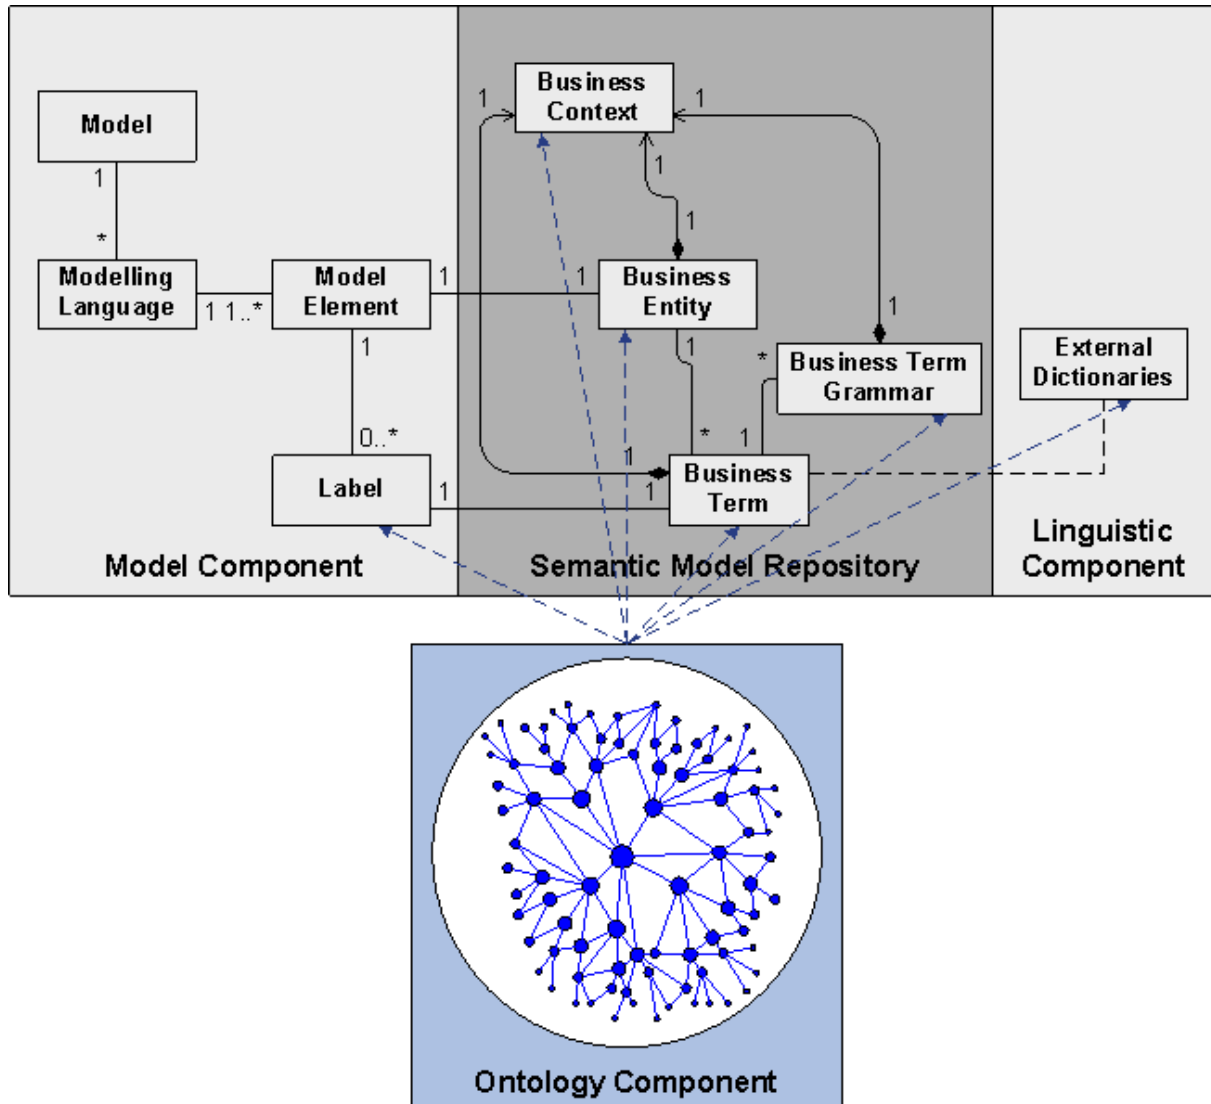 Business
Context
1
1
Model
1
1
*
1
Modelling
Language
Model
Element
1
1
Business
Entity
1 1..*
1
1
1
External
Dictionaries
*
Business Term
Grammar
0..*
*
1
1
Label
1
1
Business
Term
Linguistic
Component
Model Component
Semantic Model Repository
Ontology Component